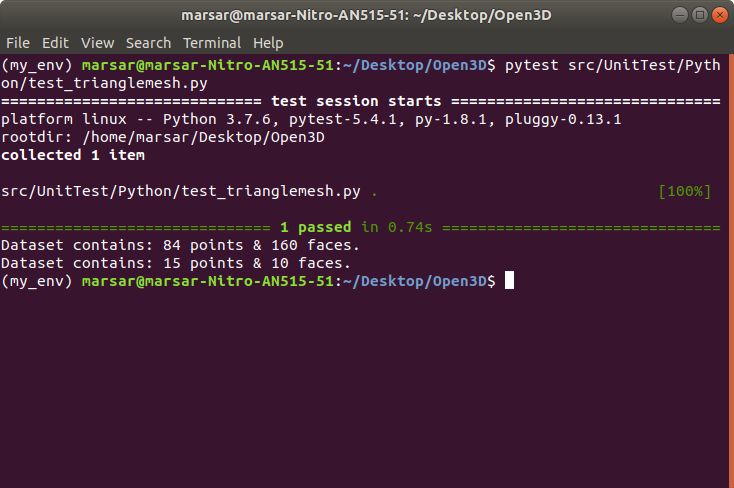 marsar@marsar-Nitro-AN515-51: ~/Desktop/Open3D
File Edit View Search Terminal Help
(my_env) marsar@marsar-Nitro-AN515-51:~/Desktop/Open3D$ pytest src/UnitTest/Pyth
on/test_trianglemesh.py
============================= test session starts ==============================
platform linux -- Python 3.7.6, pytest-5.4.1, py-1.8.1, pluggy-0.13.1
rootdir: /home/marsar/Desktop/Open3D
collected 1 item
src/UnitTest/Python/test_trianglemesh.py . [100%]
============================== 1 passed in 0.74s ===============================
Dataset contains: 84 points & 160 faces.
Dataset contains: 15 points & 10 faces.
(my_env) marsar@marsar-Nitro-AN515-51:~/Desktop/Open3D$